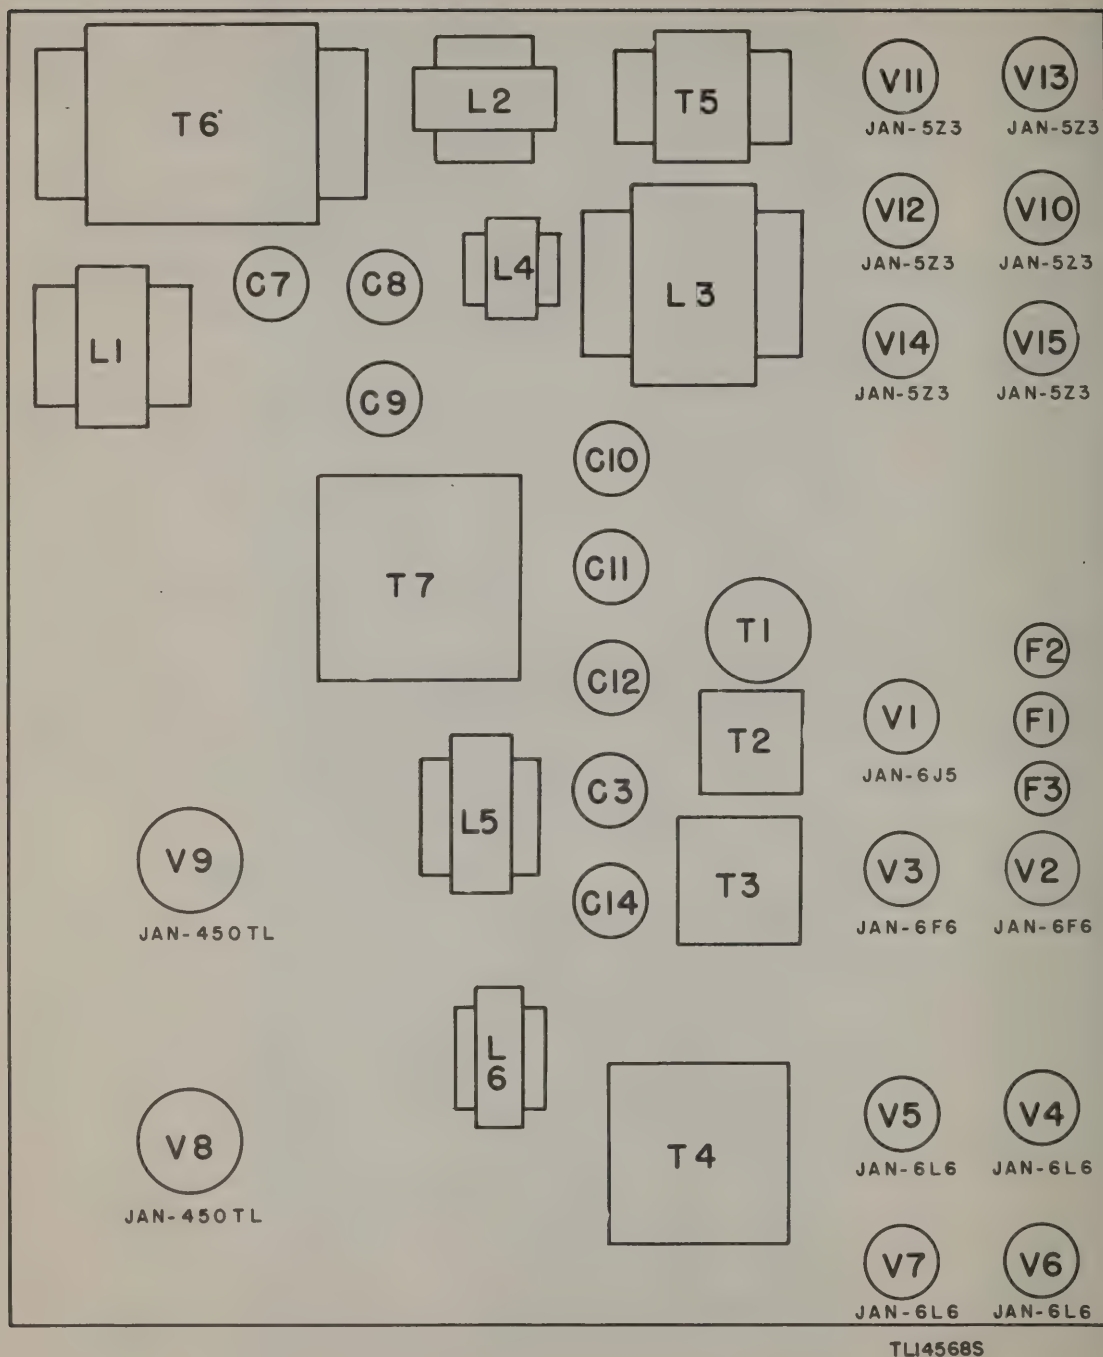 T6
L2
T5
V11
JAN-5Z3
V13
JAN-5Z3
V12
JAN-5Z3
V10
JAN-5Z3
L4
L3
C7
C8
L1
V14
JAN-5Z3
V15
JAN-5Z3
C9
C10
T7
C11
T1
F2
C12
T2
V1
JAN-6J5
F1
F3
L5
C3
V9
JAN-450TL
T3
V3
JAN-6F6
V2
JAN-6F6
C14
L
6
V8
JAN-450TL
T4
V5
JAN-6L6
V4
JAN-6L6
V7
JAN-6L6
V6
JAN-6L6
TL14568S